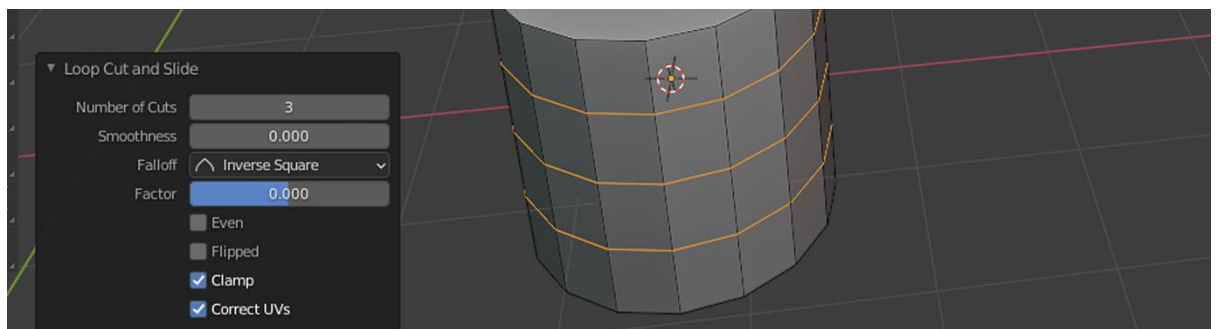 Loop Cut and Slide
Number of Cuts 3
Smoothness 0.000
Falloff Inverse Square
Factor 0.000
Even
Flipped
Clamp
Correct UVs